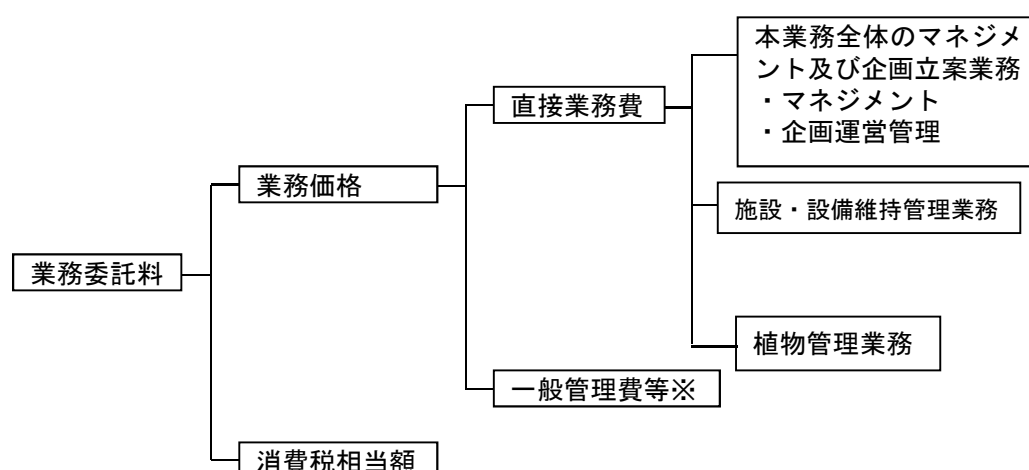 本業務全体のマネジメ
ント及び企画立案業務
・マネジメント
・企画運営管理
直接業務費
業務価格
施設・設備維持管理業務
業務委託料
植物管理業務
一般管理費等※
消費税相当額